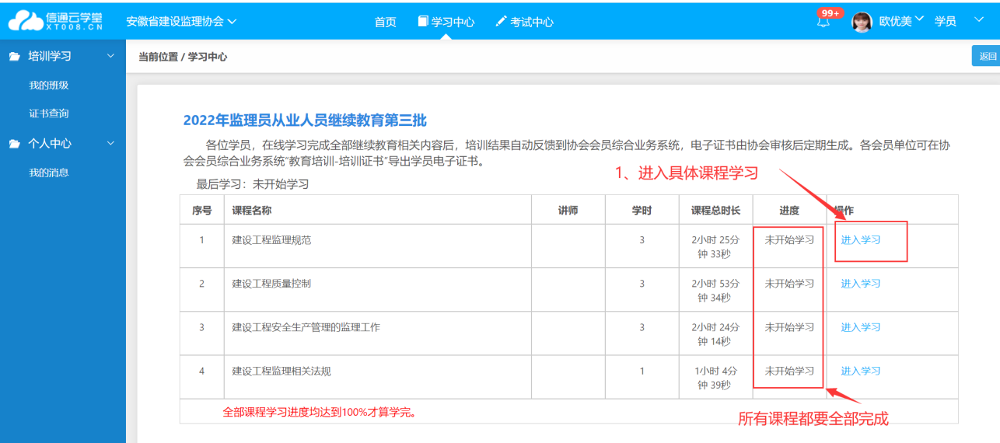 信通云学堂
XT008.CN
安徽省建设监理协会
首页
学习中心
考试中心
99+
欧优美
学员
培训学习
我的班级
证书查询
个人中心
我的消息
当前位置 / 学习中心
返回
2022年监理员从业人员继续教育第三批
各位学员，在线学习完成全部继续教育相关内容后，培训结果自动反馈到协会会员综合业务系统，电子证书由协会审核后定期生成。各会员单位可在协
会会员综合业务系统“教育培训-培训证书”导出学员电子证书。
1、进入具体课程学习
最后学习：未开始学习
序号 课程名称 讲师 学时 课程总时长 进度 操作
1 建设工程监理规范 3 2小时 25分 未开始学习 进入学习
钟 33秒
2 建设工程质量控制 3 2小时 53分 未开始学习 进入学习
钟 34秒
3 建设工程安全生产管理的监理工作 3 2小时 24分 未开始学习 进入学习
钟 14秒
4 建设工程监理相关法规 1 1小时 4分 未开始学习 进入学习
钟 39秒
全部课程学习进度均达到100%才算学完。
所有课程都要全部完成